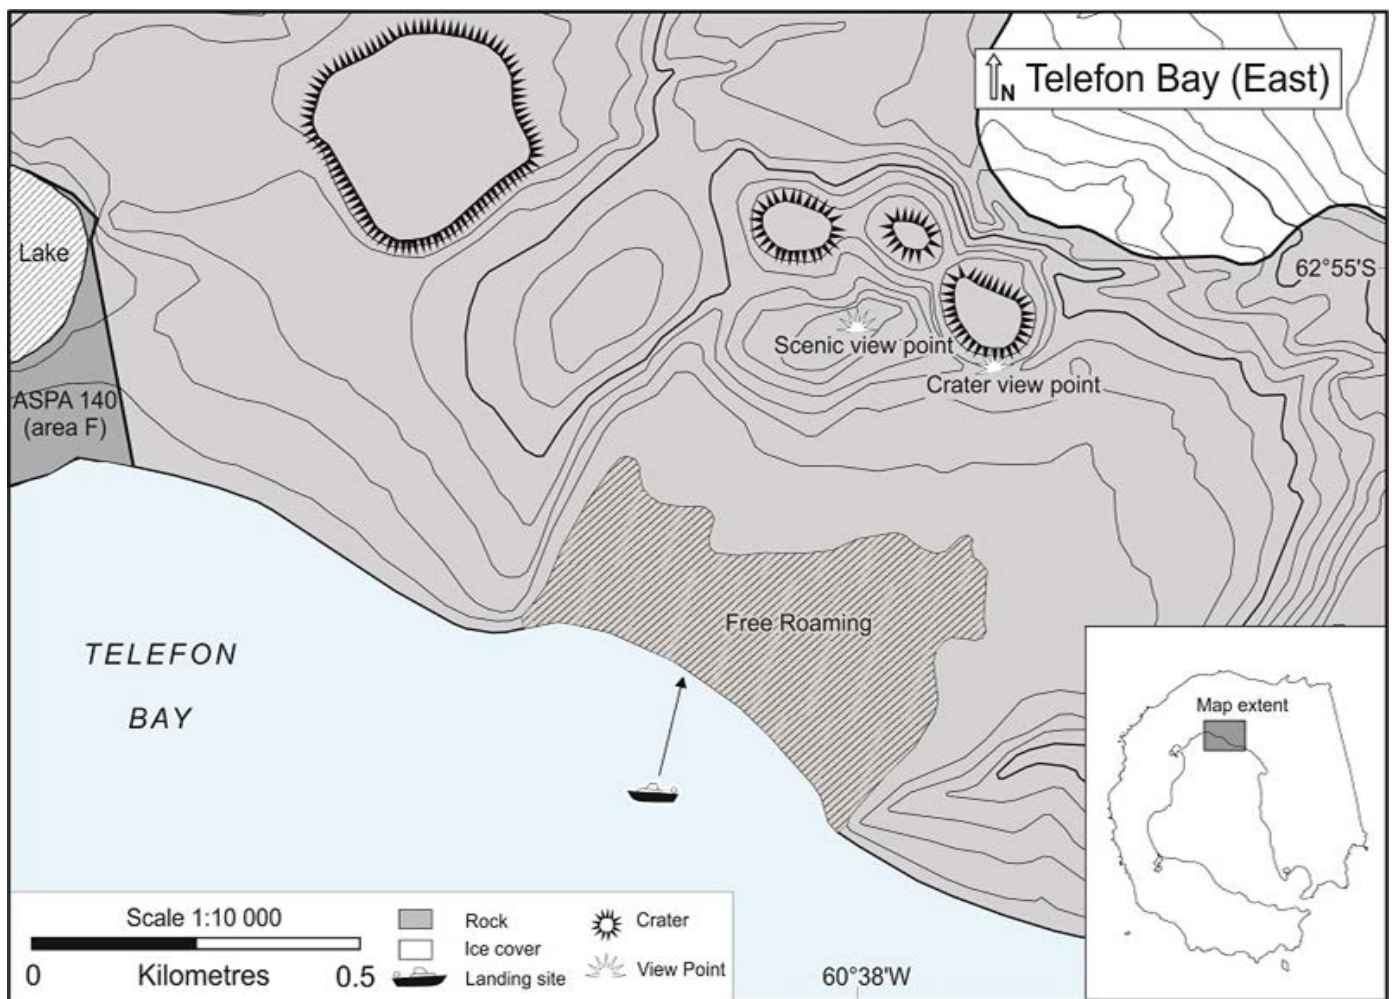 N Telefon Bay (East)
Lake
62°55'S
Scenic view point
Crater view point
ASPA 140
(area F)
Free Roaming
TELEFON
BAY
Map extent
Scale 1:10 000
0 Kilometres 0.5
Rock
Ice cover
Landing site
Crater
View Point
60°38'W